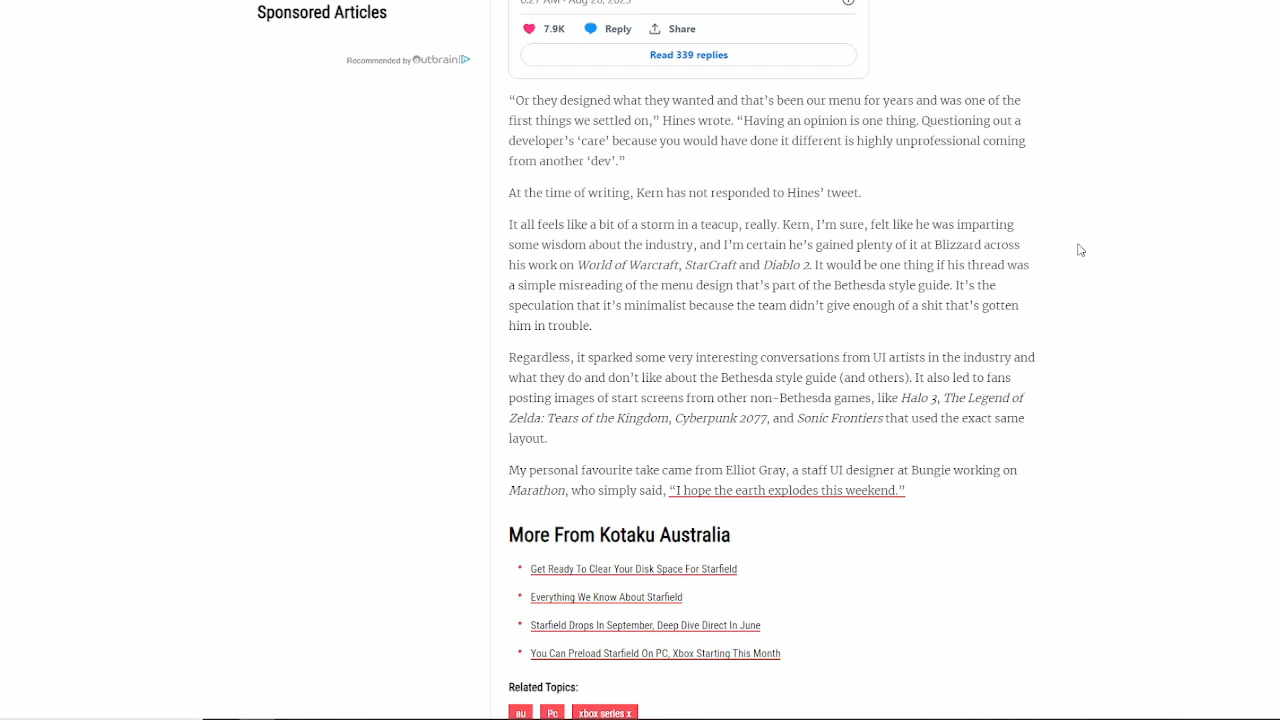 Sponsored Articles
Recommended by Outbrain
6:27 AM · Aug 20, 2023
7.9K Reply Share
Read 339 replies
“Or they designed what they wanted and that’s been our menu for years and was one of the
first things we settled on,” Hines wrote. “Having an opinion is one thing. Questioning out a
developer’s ‘care’ because you would have done it different is highly unprofessional coming
from another ‘dev’.”
At the time of writing, Kern has not responded to Hines’ tweet.
It all feels like a bit of a storm in a teacup, really. Kern, I’m sure, felt like he was imparting
some wisdom about the industry, and I’m certain he’s gained plenty of it at Blizzard across
his work on World of Warcraft, StarCraft and Diablo 2. It would be one thing if his thread was
a simple misreading of the menu design that’s part of the Bethesda style guide. It’s the
speculation that it’s minimalist because the team didn’t give enough of a shit that’s gotten
him in trouble.
Regardless, it sparked some very interesting conversations from UI artists in the industry and
what they do and don’t like about the Bethesda style guide (and others). It also led to fans
posting images of start screens from other non-Bethesda games, like Halo 3, The Legend of
Zelda: Tears of the Kingdom, Cyberpunk 2077, and Sonic Frontiers that used the exact same
layout.
My personal favourite take came from Elliot Gray, a staff UI designer at Bungie working on
Marathon, who simply said, “I hope the earth explodes this weekend.”
More From Kotaku Australia
Get Ready To Clear Your Disk Space For Starfield
Everything We Know About Starfield
Starfield Drops In September, Deep Dive Direct In June
You Can Preload Starfield On PC, Xbox Starting This Month
Related Topics:
au Pc xbox series x